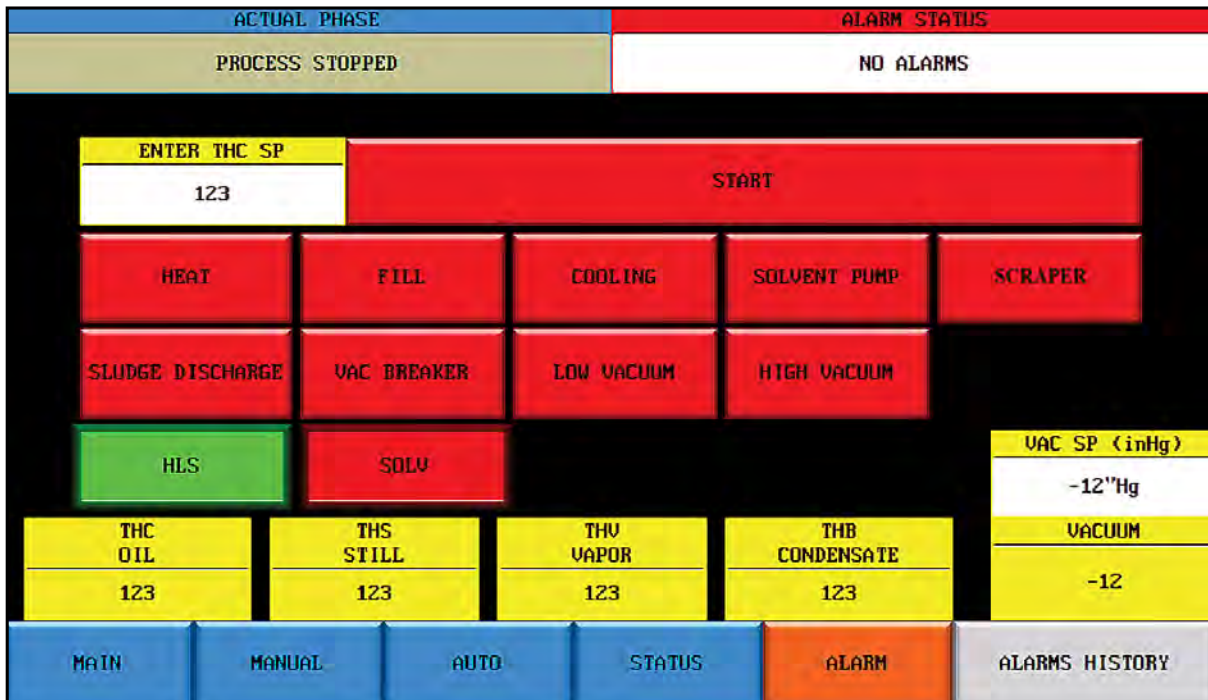 ACTUAL PHASE
ALARM STATUS
PROCESS STOPPED
NO ALARMS
ENTER THC SP
123
START
HEAT
FILL
COOLING
SOLVENT PUMP
SCRAPER
SLUDGE DISCHARGE
VAC BREAKER
LOW VACUUM
HIGH VACUUM
HLS
SOLV
VAC SP (inHg)
-12"Hg
THC
OIL
123
THS
STILL
123
THV
VAPOR
123
THB
CONDENSATE
123
VACUUM
-12
MAIN
MANUAL
AUTO
STATUS
ALARM
ALARMS HISTORY